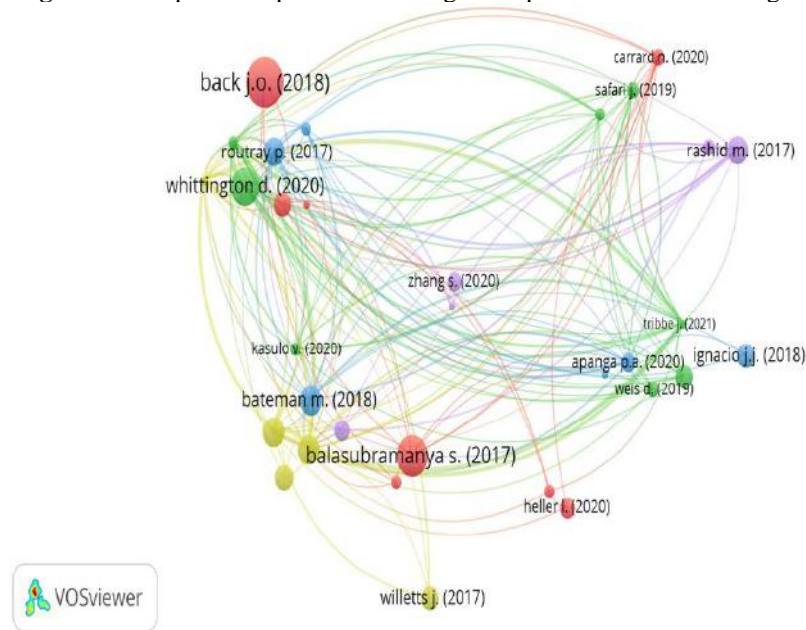 carrard n. (2020)
back j.o. (2018)
safari j. (2019)
routray p. (2017)
rashid m. (2017)
whittington d. (2020)
zhang s. (2020)
tribbe j. (2021)
kasulo v. (2020)
apanga p.a. (2020)
ignacio j.j. (2018)
weis d. (2019)
bateman m. (2018)
balasubramanya s. (2017)
heller l. (2020)
willetts j. (2017)
VOSviewer